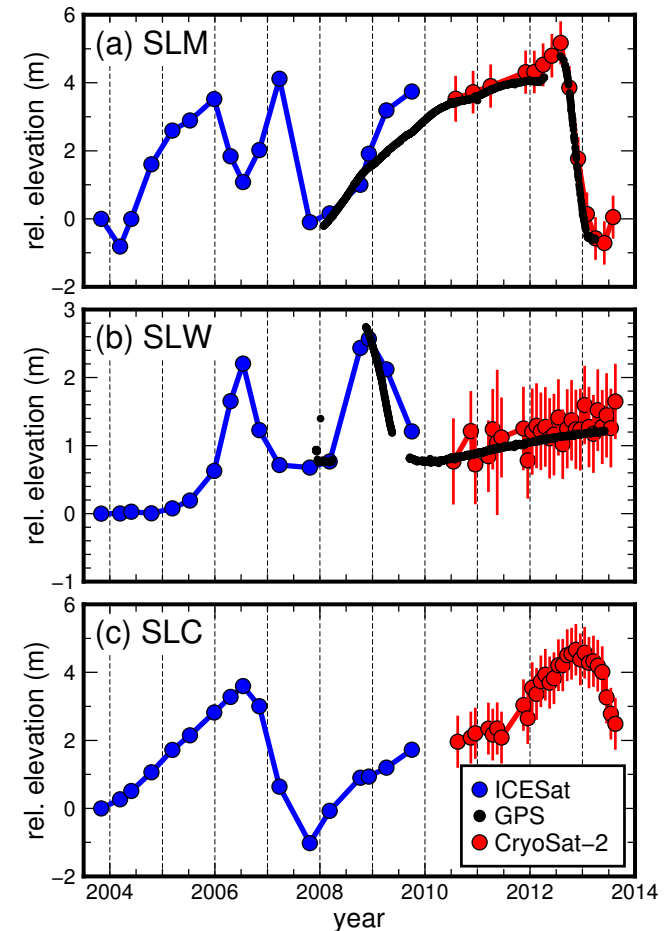 (a) SLM
6
4
2
0
−2
rel. elevation (m)
(b) SLW
3
2
1
0
−1
rel. elevation (m)
(c) SLC
6
4
2
0
−2
rel. elevation (m)
ICESat
GPS
CryoSat−2
2004 2006 2008 2010 2012 2014
year